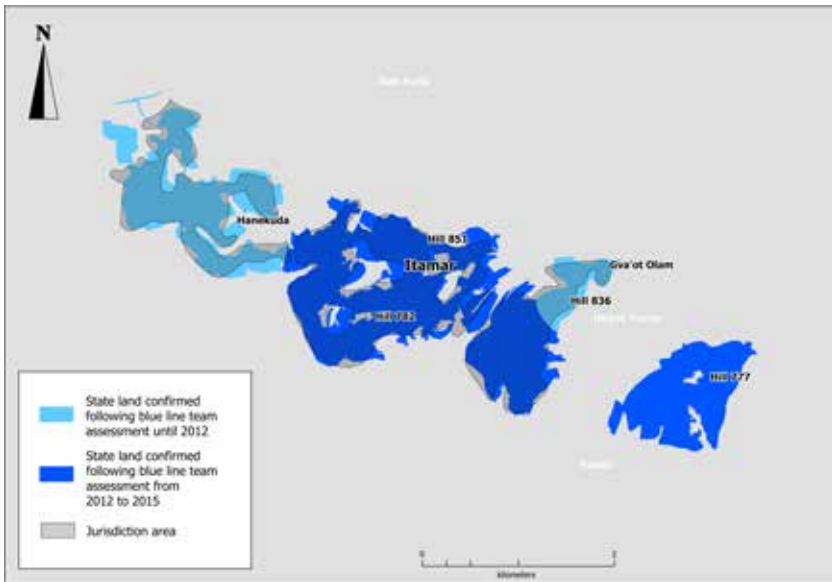 N
Hanekuda
Hill 851
Itamar
Gva'ot Olam
Hill 836
Hill 782
Hill 777
State land confirmed
following blue line team
assessment until 2012
State land confirmed
following blue line team
assessment from
2012 to 2015
Jurisdiction area
0
2
kilometers